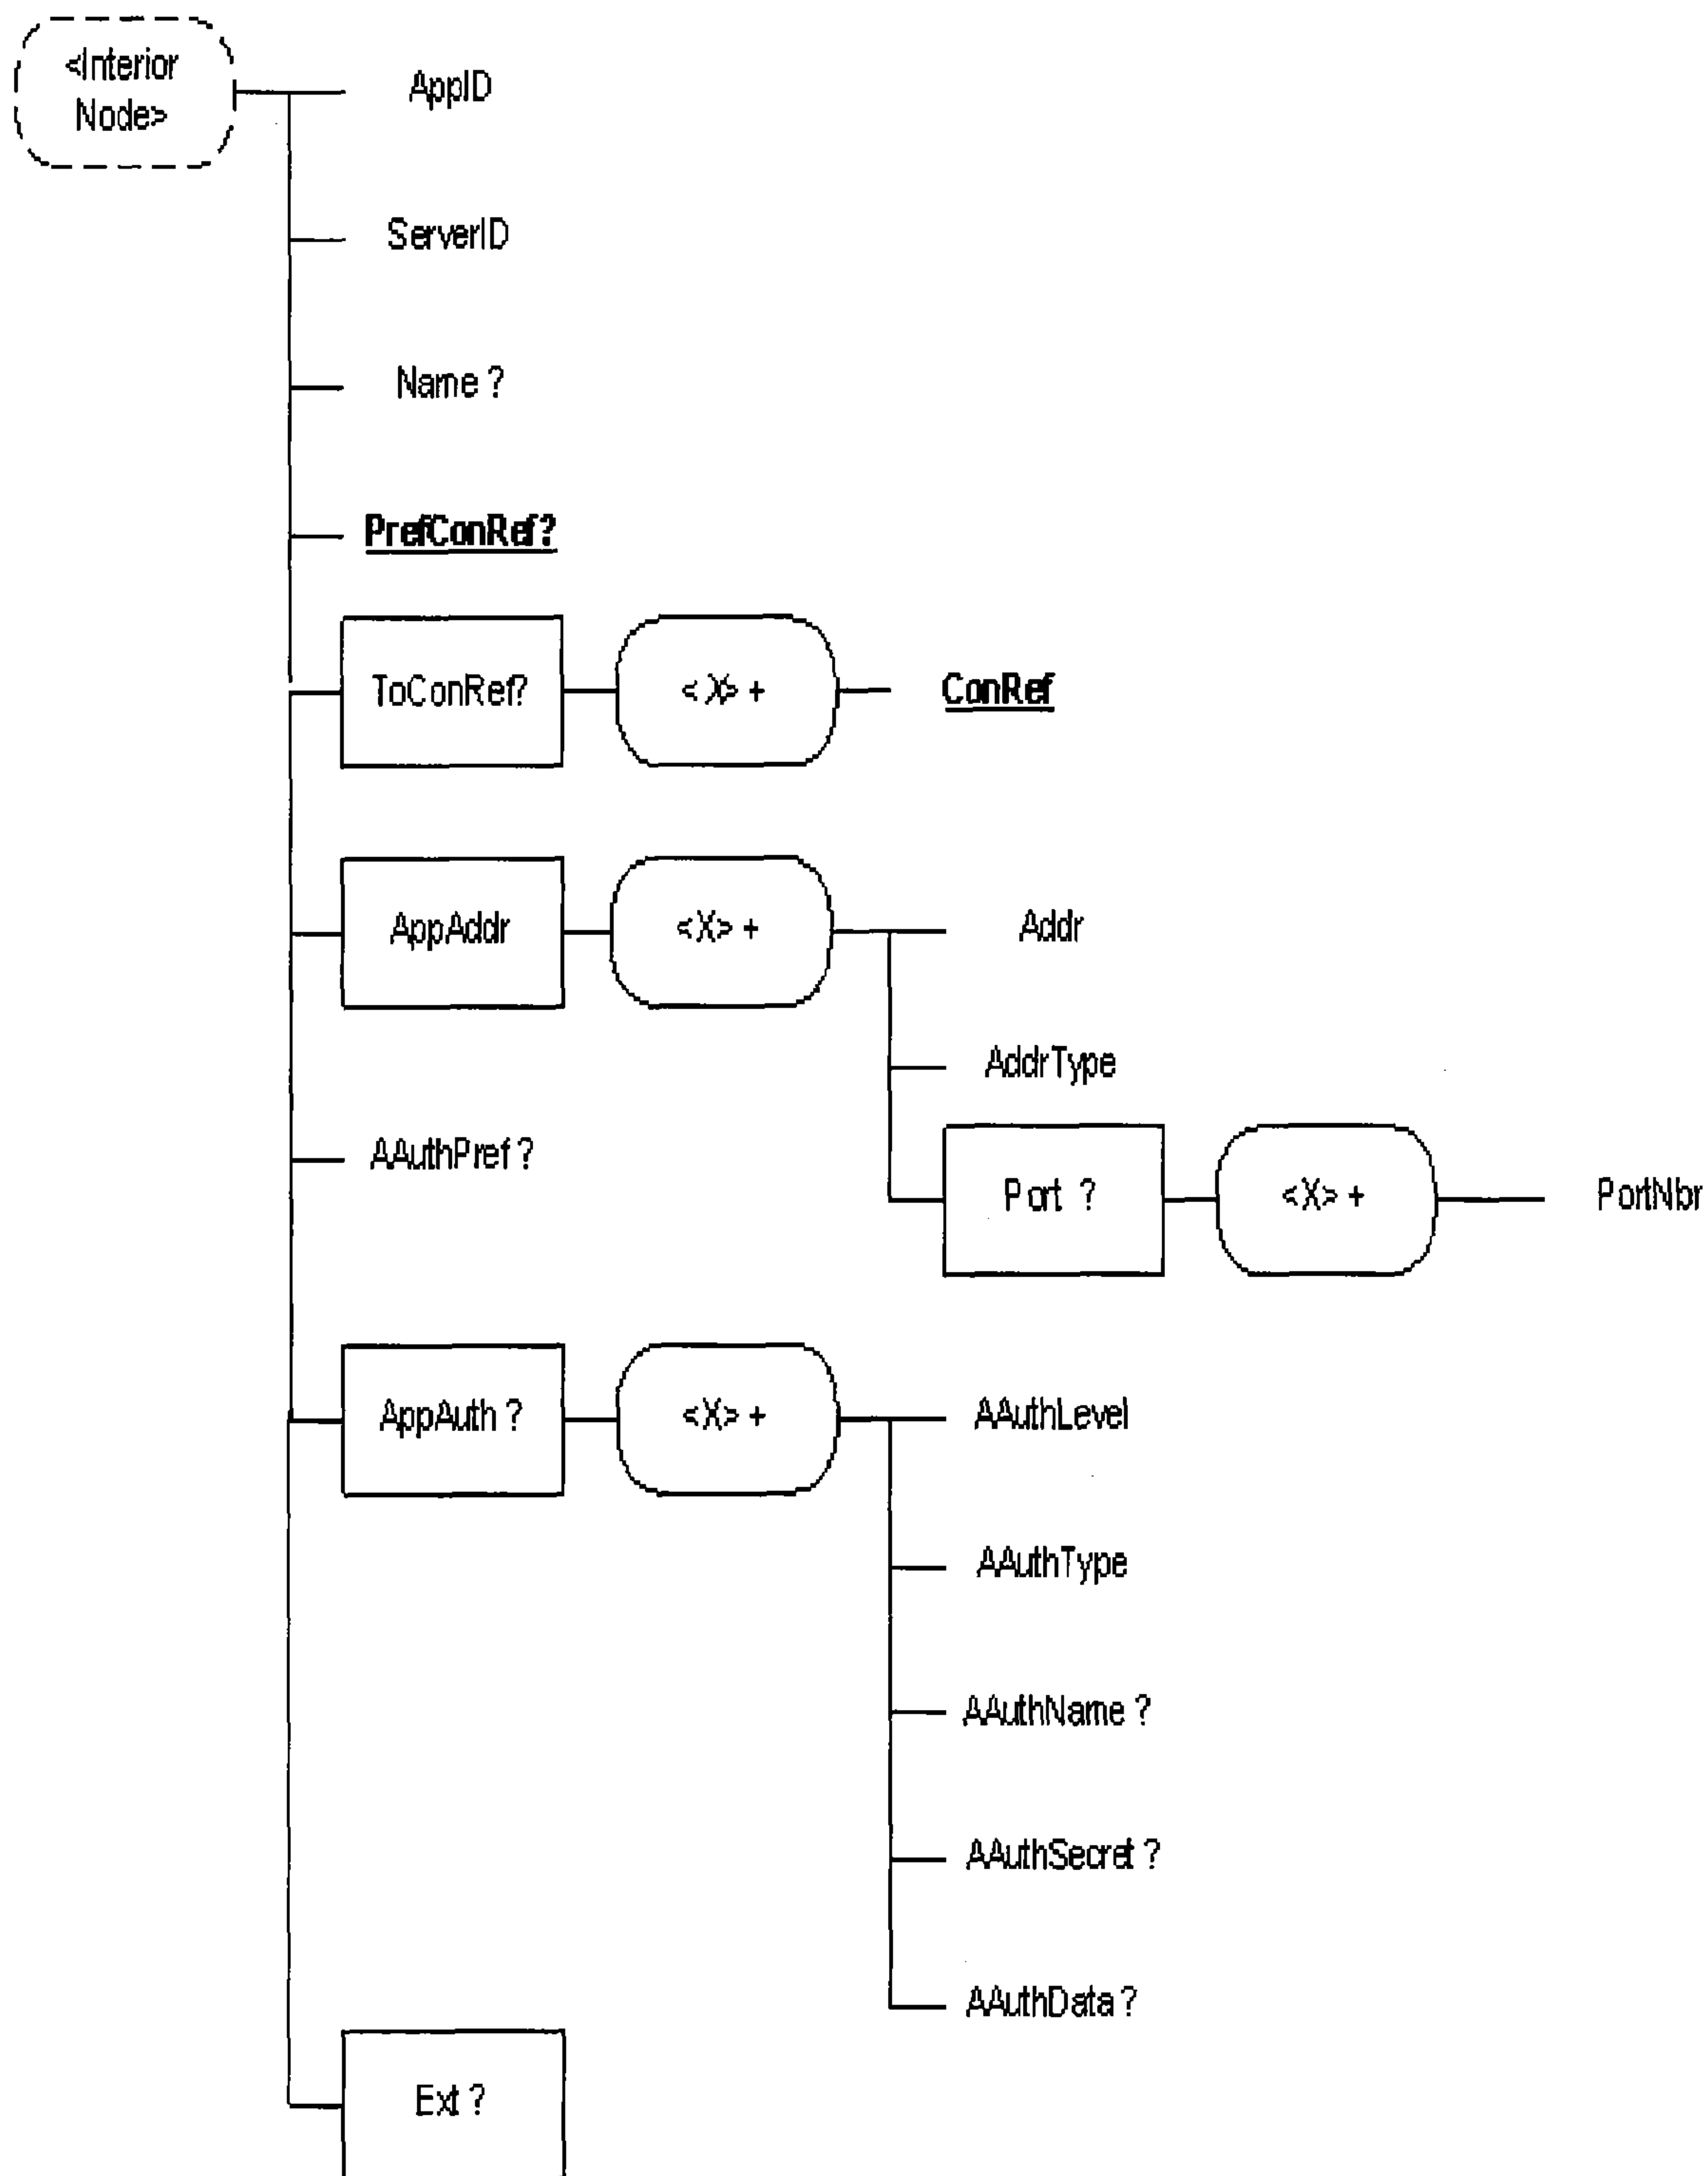 <Interior
Node>
AppID
ServerID
Name ?
PrefConRef?
ToConRef?
<X> +
ConRef
AppAddr
<X> +
Addr
AddrType
AAuthPref ?
Port ?
<X> +
PortNbr
AppAuth ?
<X> +
AAuthLevel
AAuthType
AAuthName ?
AAuthSecret ?
AAuthData ?
Ext ?